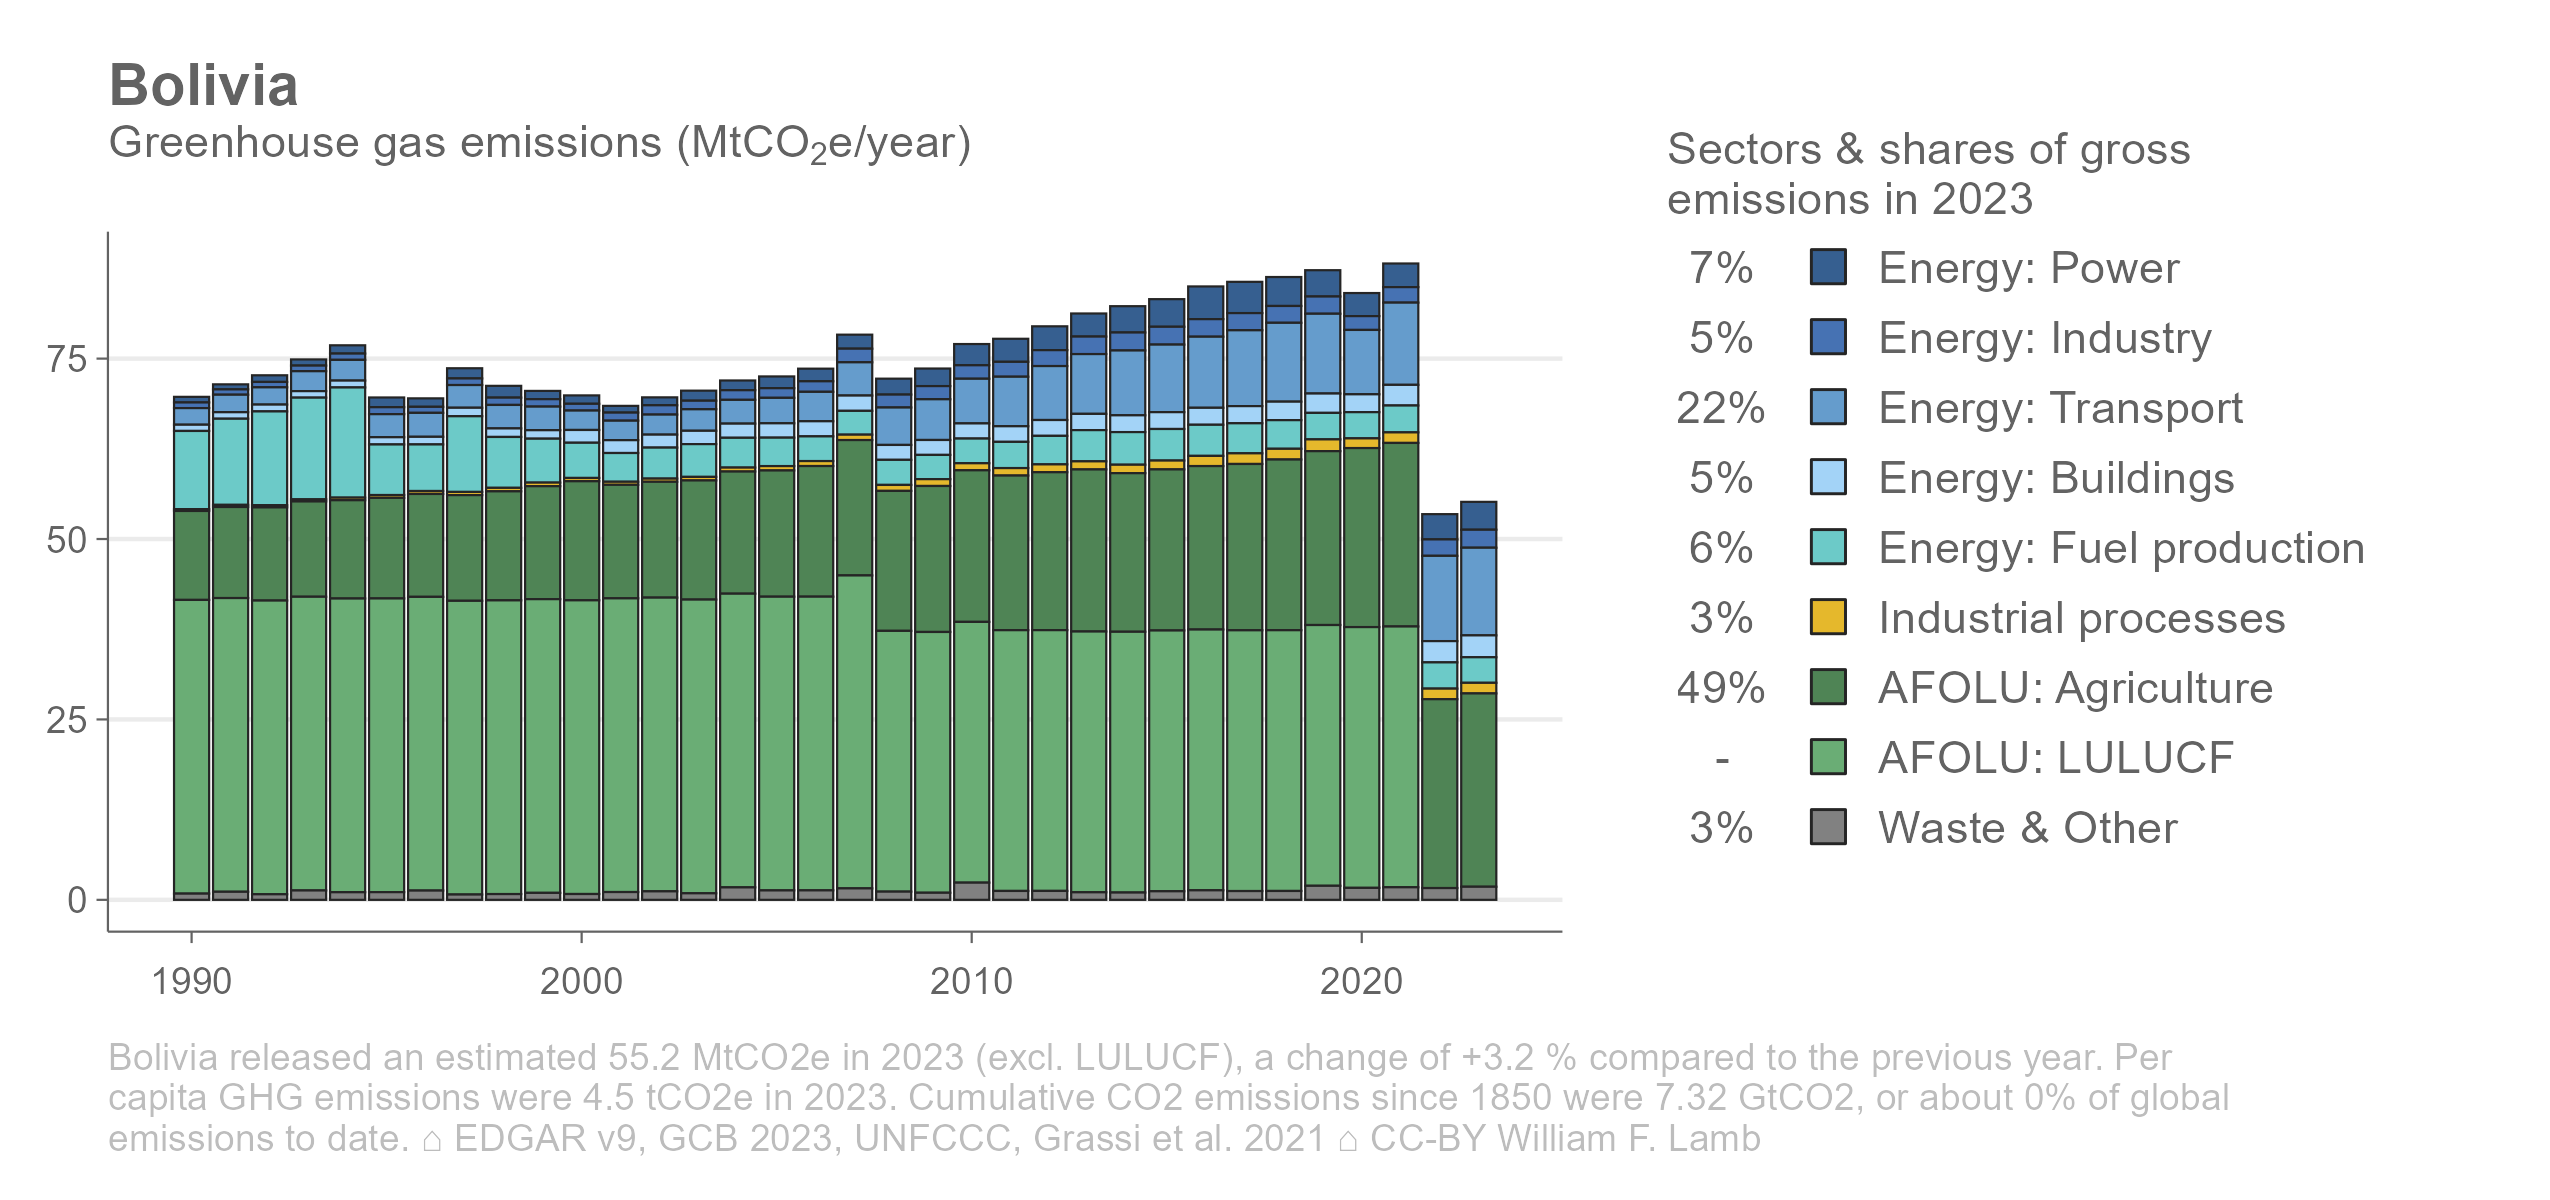 Bolivia
Greenhouse gas emissions (MtCO₂e/year)
75
50
25
0
1990
2000
2010
2020
Sectors & shares of gross
emissions in 2023
7% Energy: Power
5% Energy: Industry
22% Energy: Transport
5% Energy: Buildings
6% Energy: Fuel production
3% Industrial processes
49% AFOLU: Agriculture
- AFOLU: LULUCF
3% Waste & Other
Bolivia released an estimated 55.2 MtCO2e in 2023 (excl. LULUCF), a change of +3.2 % compared to the previous year. Per
capita GHG emissions were 4.5 tCO2e in 2023. Cumulative CO2 emissions since 1850 were 7.32 GtCO2, or about 0% of global
emissions to date. ⌂ EDGAR v9, GCB 2023, UNFCCC, Grassi et al. 2021 ⌂ CC-BY William F. Lamb